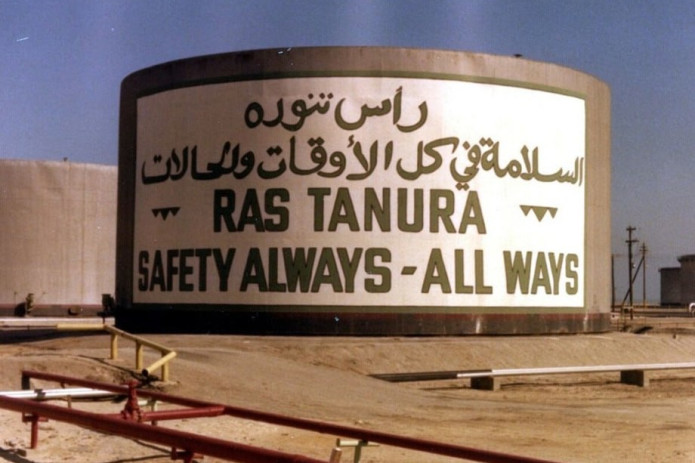 رأس تنوره
السلامة في كل الأوقات والحالات
RAS TANURA
SAFETY ALWAYS - ALL WAYS